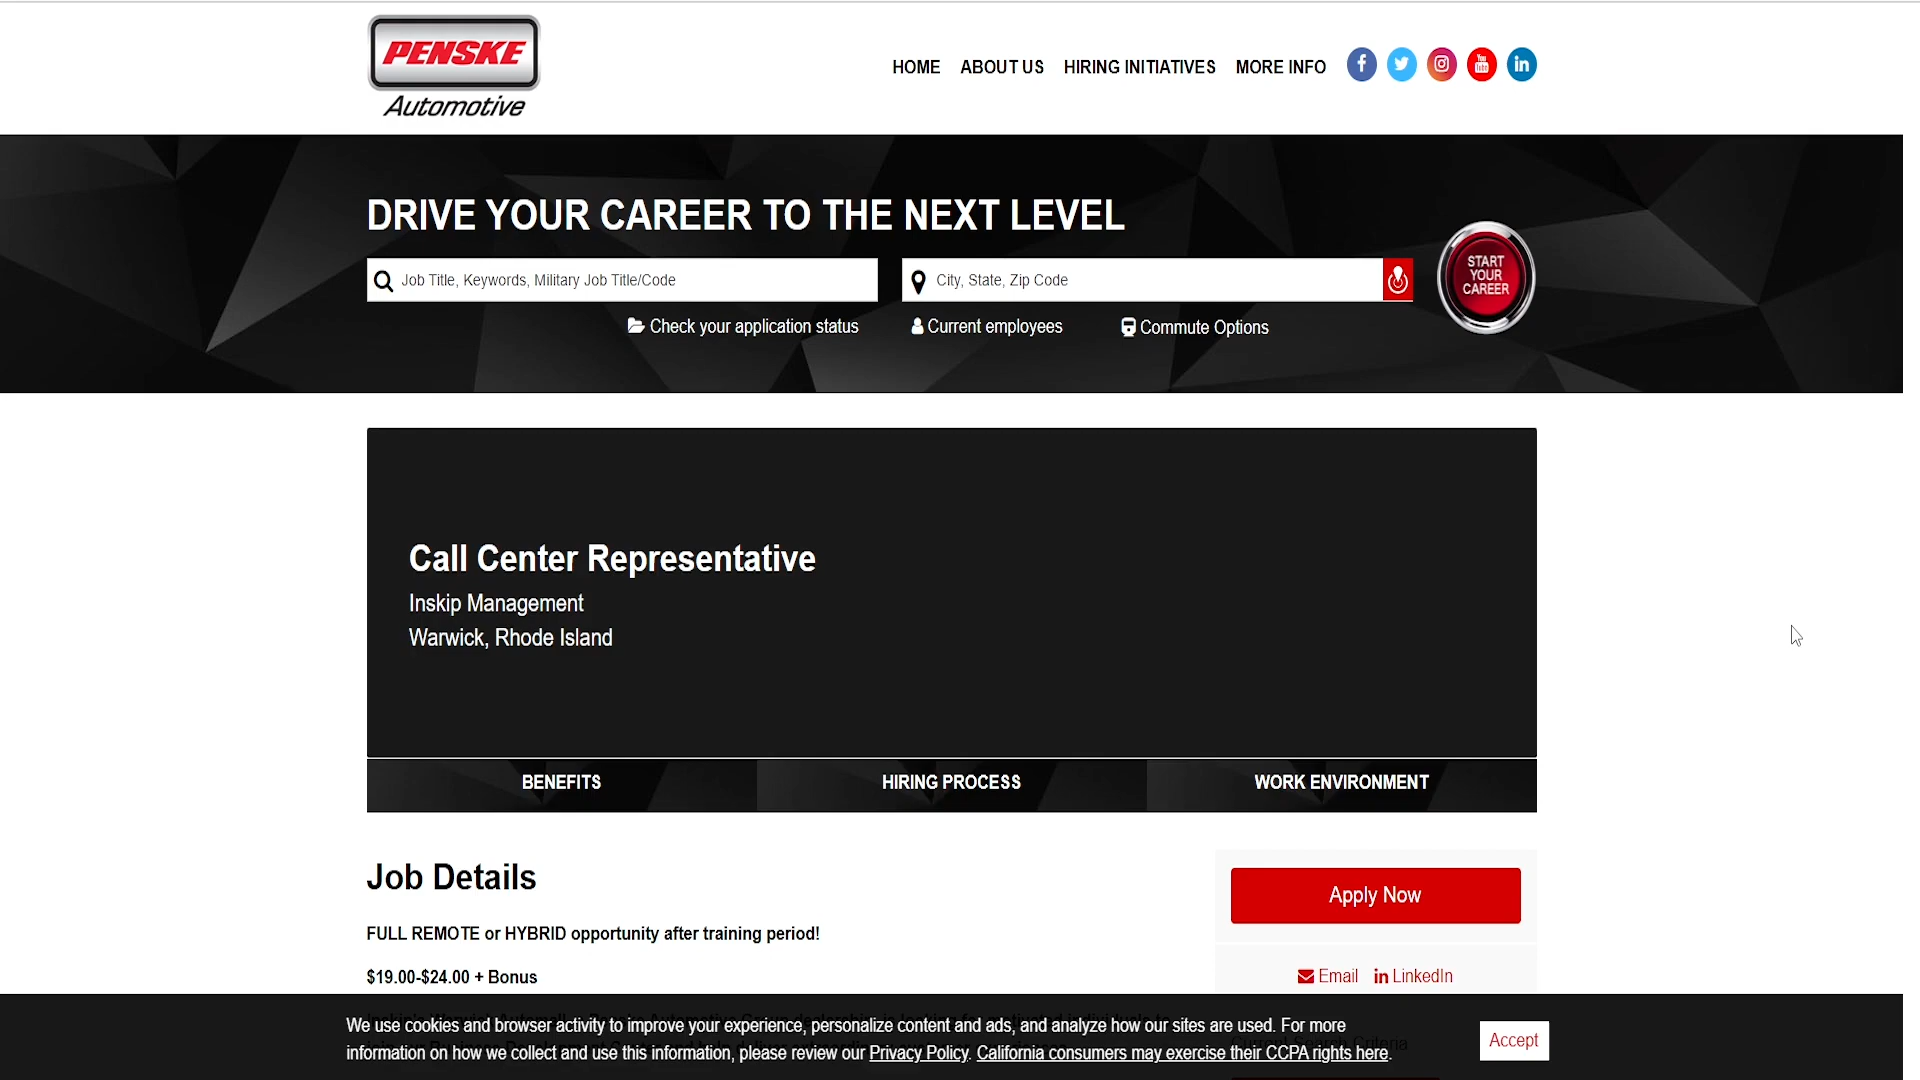 PENSKE
Automotive
HOME ABOUT US HIRING INITIATIVES MORE INFO
DRIVE YOUR CAREER TO THE NEXT LEVEL
Job Title, Keywords, Military Job Title/Code
City, State, Zip Code
START
YOUR
CAREER
Check your application status
Current employees
Commute Options
Call Center Representative
Inskip Management
Warwick, Rhode Island
BENEFITS
HIRING PROCESS
WORK ENVIRONMENT
Job Details
Apply Now
FULL REMOTE or HYBRID opportunity after training period!
$19.00-$24.00 + Bonus
Email LinkedIn
We use cookies and browser activity to improve your experience, personalize content and ads, and analyze how our sites are used. For more
information on how we collect and use this information, please review our Privacy Policy. California consumers may exercise their CCPA rights here.
Accept